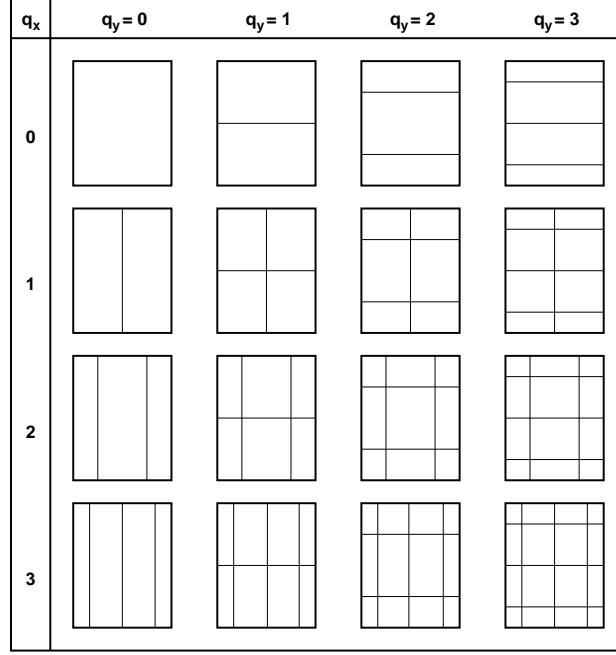 qx qy = 0 qy = 1 qy = 2 qy = 3
0
1
2
3